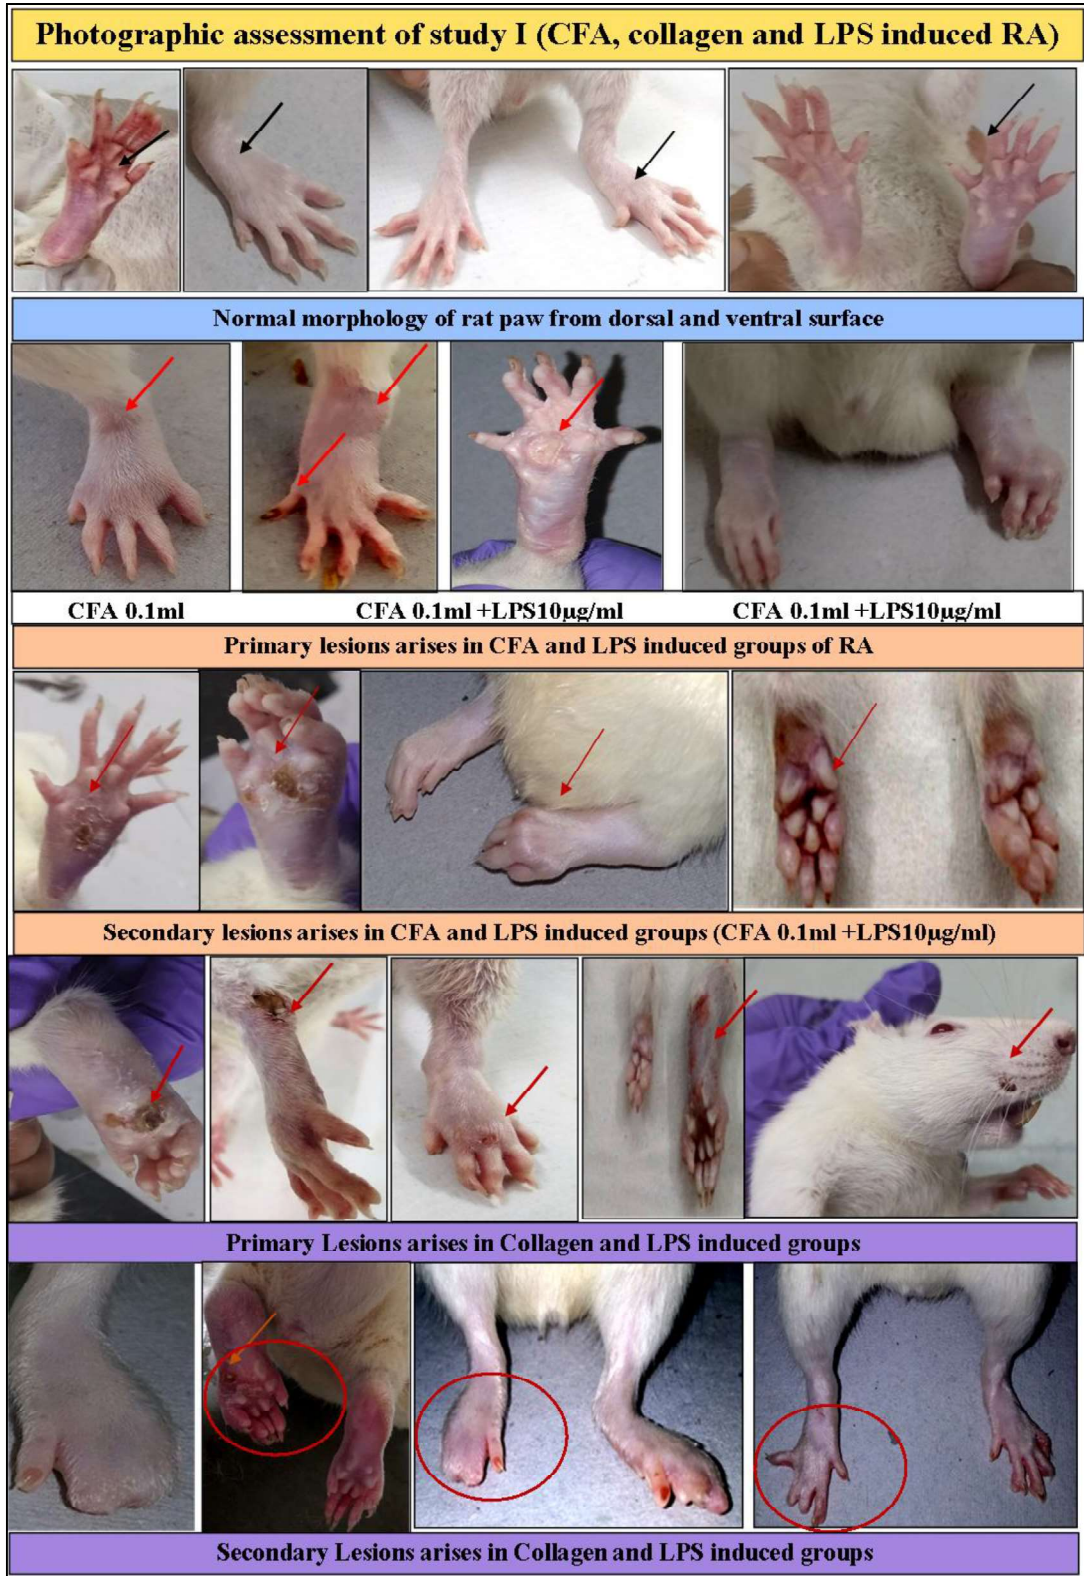 Photographic assessment of study I (CFA, collagen and LPS induced RA)
Normal morphology of rat paw from dorsal and ventral surface
CFA 0.1ml CFA 0.1ml +LPS10µg/ml CFA 0.1ml +LPS10µg/ml
Primary lesions arises in CFA and LPS induced groups of RA
Secondary lesions arises in CFA and LPS induced groups (CFA 0.1ml +LPS10µg/ml)
Primary Lesions arises in Collagen and LPS induced groups
Secondary Lesions arises in Collagen and LPS induced groups